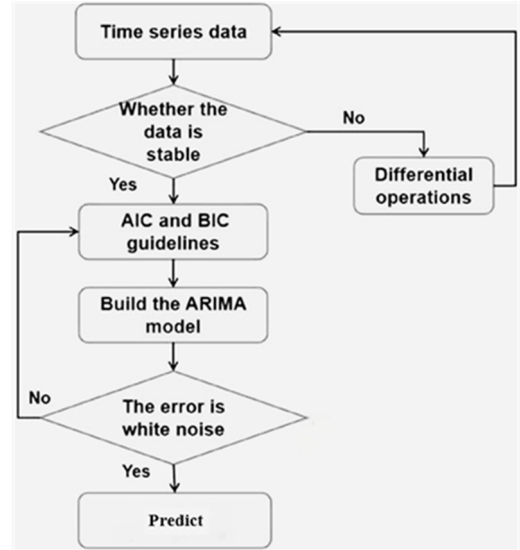 Time series data
Whether the
data is
stable
No
Differential
operations
Yes
AIC and BIC
guidelines
Build the ARIMA
model
No
The error is
white noise
Yes
Predict